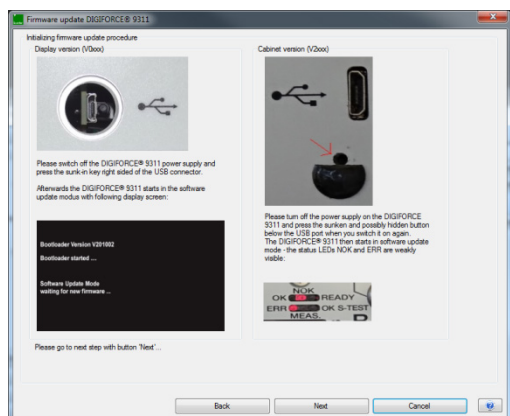 Firmware update DIGIFORCE® 9311
Initializing firmware update procedure
Display version (V0xxx)
Please switch off the DIGIFORCE® 9311 power supply and
press the sunk-in key right sided of the USB connector.
Afterwards the DIGIFORCE® 9311 starts in the software
update modus with following display screen:
Bootloader Version V201002
Bootloader started ...
Software Update Mode
waiting for new firmware ...
Cabinet version (V2xxx)
Please turn off the power supply on the DIGIFORCE
9311 and press the sunken and possibly hidden button
below the USB port when you switch it on again.
The DIGIFORCE® 9311 then starts in software update
mode - the status LEDs NOK and ERR are weakly
visible:
NOK
OK READY
ERR OK S-TEST
MEAS.
Please go to next step with button 'Next'...
Back
Next
Cancel